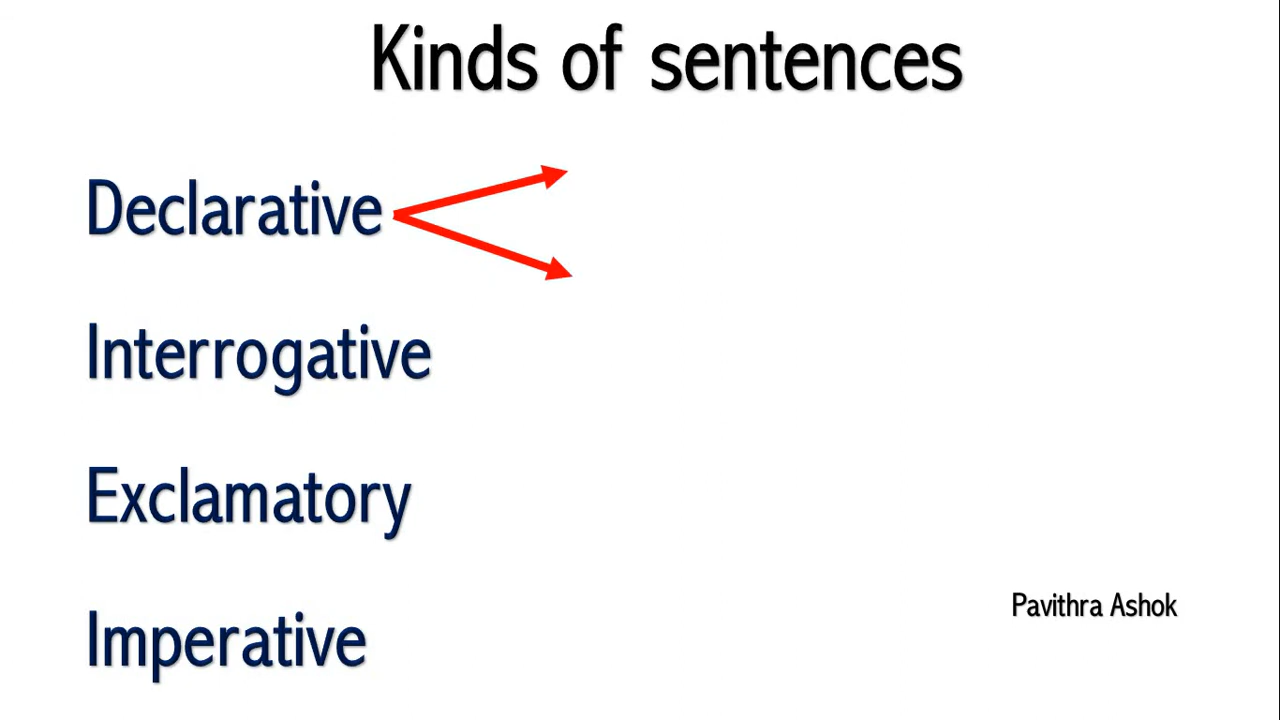 Kinds of sentences
Declarative
Interrogative
Exclamatory
Pavithra Ashok
Imperative